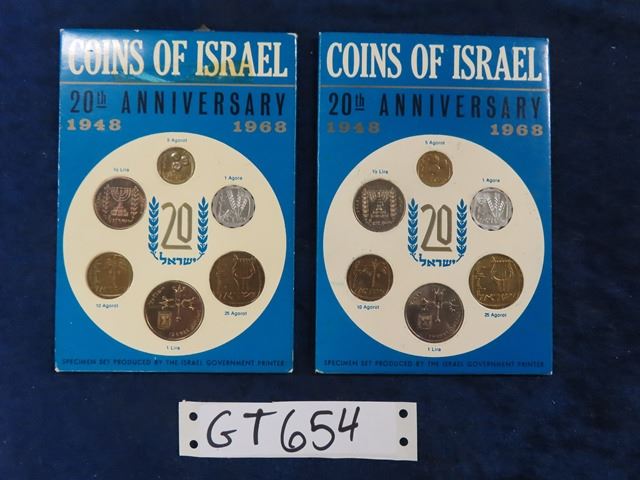 COINS OF ISRAEL
20th ANNIVERSARY
1948 1968
5 Agorot
½ Lira
1 Agora
20
ישראל
10 Agorot
25 Agorot
1 Lira
SPECIMEN SET PRODUCED BY THE ISRAEL GOVERNMENT PRINTER
COINS OF ISRAEL
20th ANNIVERSARY
1948 1968
5 Agorot
½ Lira
1 Agora
20
ישראל
10 Agorot
25 Agorot
1 Lira
SPECIMEN SET PRODUCED BY THE ISRAEL GOVERNMENT PRINTER
GT654